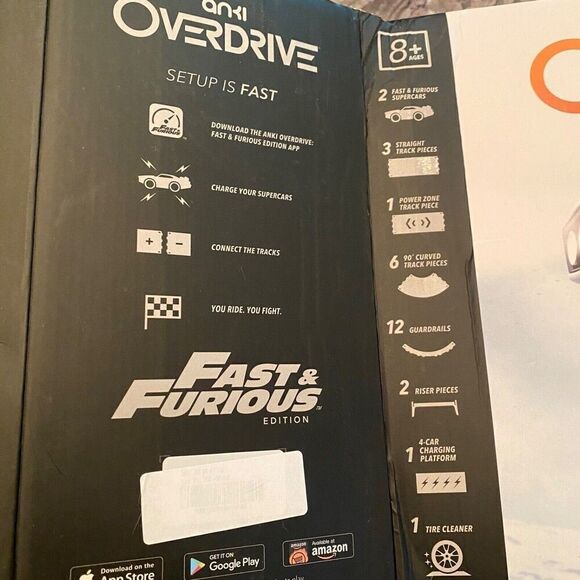 anki
OVERDRIVE
SETUP IS FAST
FAST & FURIOUS
DOWNLOAD THE ANKI OVERDRIVE:
FAST & FURIOUS EDITION APP
CHARGE YOUR SUPERCARS
+ −
CONNECT THE TRACKS
YOU RIDE. YOU FIGHT.
FAST &
FURIOUS™
EDITION
Download on the
App Store
GET IT ON
Google Play
amazon
Available at
amazon
8+
AGES
2 FAST & FURIOUS
SUPERCARS
3 STRAIGHT
TRACK PIECES
1 POWER ZONE
TRACK PIECE
6 90° CURVED
TRACK PIECES
12 GUARDRAILS
2 RISER PIECES
1 4-CAR
CHARGING
PLATFORM
1 TIRE CLEANER